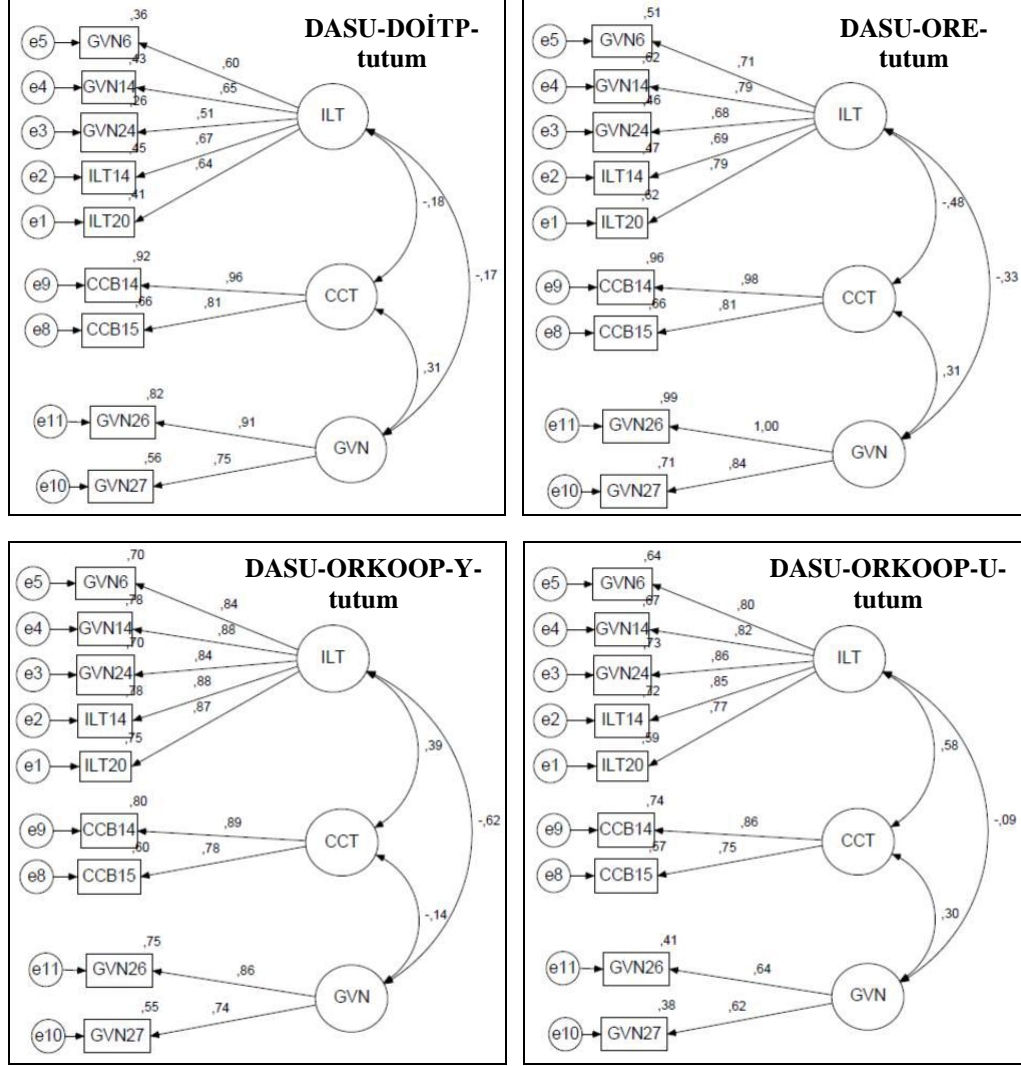 DASU-DOİTP-
tutum
,36
e5 GVN6
,60
,43
e4 GVN14
,65
,26
e3 GVN24
,51
,45
e2 ILT14
,67
,41
e1 ILT20
,64
ILT
-,18
-,17
,92
e9 CCB14
,96
,66
e8 CCB15
,81
CCT
,31
,82
e11 GVN26
,91
,56
e10 GVN27
,75
GVN
DASU-ORE-
tutum
,51
e5 GVN6
,71
,62
e4 GVN14
,79
,46
e3 GVN24
,68
,47
e2 ILT14
,69
,62
e1 ILT20
,79
ILT
-,48
-,33
,96
e9 CCB14
,98
,66
e8 CCB15
,81
CCT
,31
,99
e11 GVN26
1,00
,71
e10 GVN27
,84
GVN
DASU-ORKOOP-Y-
tutum
,70
e5 GVN6
,84
,78
e4 GVN14
,88
,70
e3 GVN24
,84
,78
e2 ILT14
,88
,75
e1 ILT20
,87
ILT
,39
-,62
,80
e9 CCB14
,89
,60
e8 CCB15
,78
CCT
-,14
,75
e11 GVN26
,86
,55
e10 GVN27
,74
GVN
DASU-ORKOOP-U-
tutum
,64
e5 GVN6
,80
,67
e4 GVN14
,82
,73
e3 GVN24
,86
,72
e2 ILT14
,85
,59
e1 ILT20
,77
ILT
,58
-,09
,74
e9 CCB14
,86
,57
e8 CCB15
,75
CCT
,30
,41
e11 GVN26
,64
,38
e10 GVN27
,62
GVN